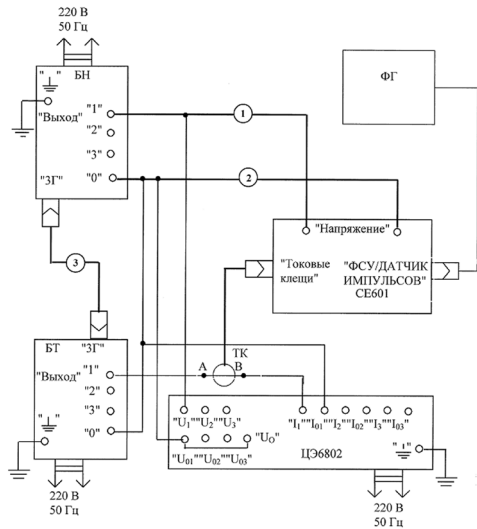 220 В
50 Гц
"⏚"
БН
"Выход"
"1"
"2"
"3"
"0"
"ЗГ"
1
2
3
ФГ
"Напряжение"
"Токовые
клещи"
"ФСУ/ДАТЧИК
ИМПУЛЬСОВ"
СЕ601
БТ
"ЗГ"
"1"
"Выход"
"2"
"3"
"0"
"⏚"
220 В
50 Гц
ТК
А
В
"U₁""U₂""U₃"
"I₁""I₀₁""I₂""I₀₂""I₃""I₀₃"
"U₀"
"U₀₁""U₀₂""U₀₃"
ЦЭ6802
"⏚"
220 В
50 Гц